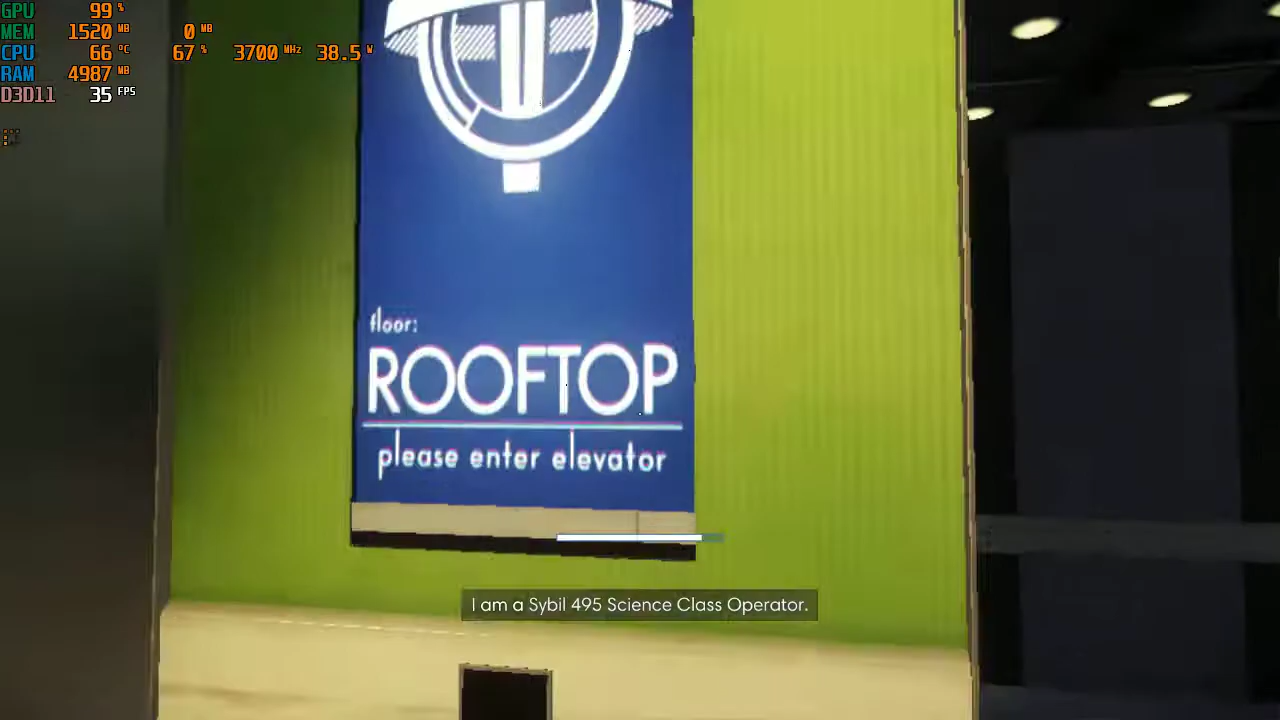 GPU 99 %
MEM 1520 MB 0 MB
CPU 66 °C 67 % 3700 MHz 38.5 W
RAM 4987 MB
D3D11 35 FPS
floor:
ROOFTOP
please enter elevator
I am a Sybil 495 Science Class Operator.